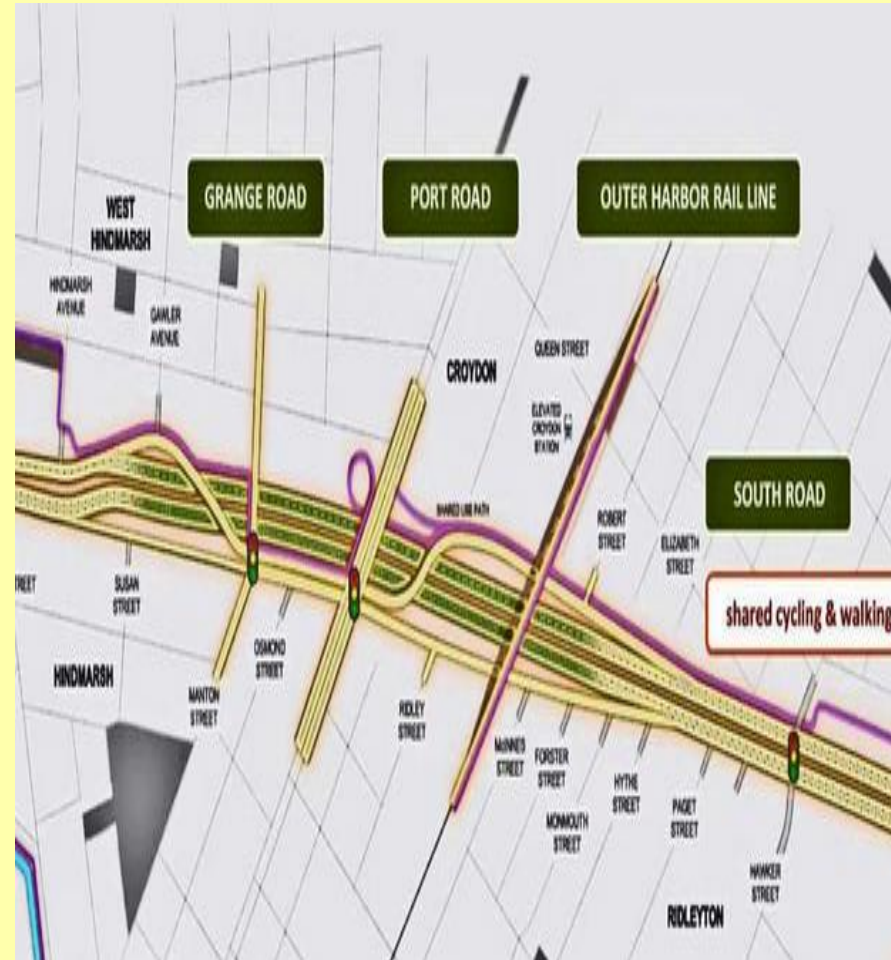 GRANGE ROAD
PORT ROAD
OUTER HARBOR RAIL LINE
WEST
HINDMARSH
HINDMARSH
AVENUE
GAWLER
AVENUE
CROYDON
QUEEN STREET
ELEVATED
CROYDON
STATION
SOUTH ROAD
SHARED USE PATH
ROBERT
STREET
ELIZABETH
STREET
shared cycling & walking
TREET
SUSAN
STREET
HINDMARSH
OSMOND
STREET
MANTON
STREET
RIDLEY
STREET
McINNES
STREET
FORSTER
STREET
MONMOUTH
STREET
HYTHE
STREET
PAGET
STREET
HAWKER
STREET
RIDLEYTON